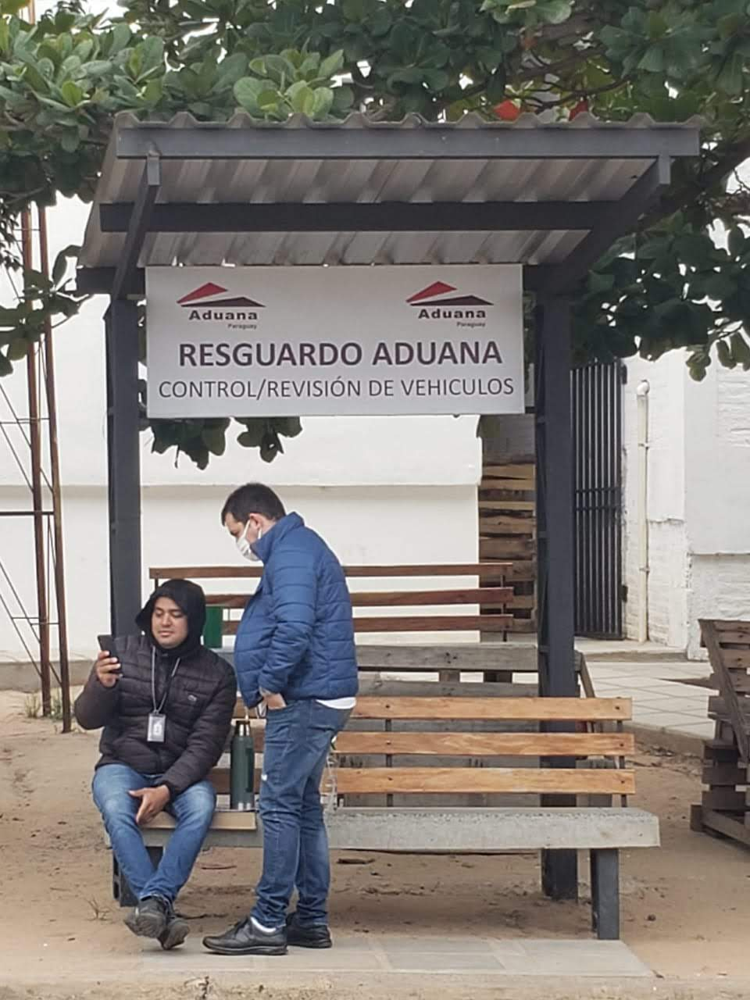 Aduana
Paraguay
Aduana
Paraguay
RESGUARDO ADUANA
CONTROL/REVISIÓN DE VEHICULOS